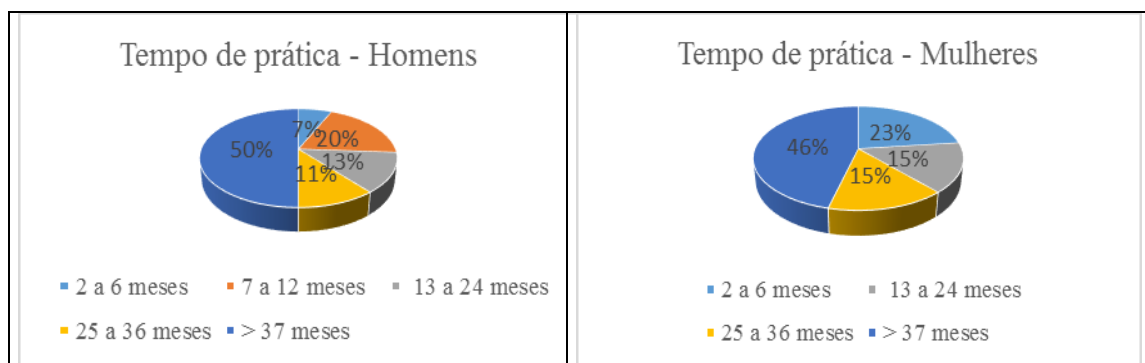 Tempo de prática - Homens
7%
20%
50%
13%
11%
2 a 6 meses
7 a 12 meses
13 a 24 meses
25 a 36 meses
> 37 meses
Tempo de prática - Mulheres
23%
46%
15%
15%
2 a 6 meses
13 a 24 meses
25 a 36 meses
> 37 meses